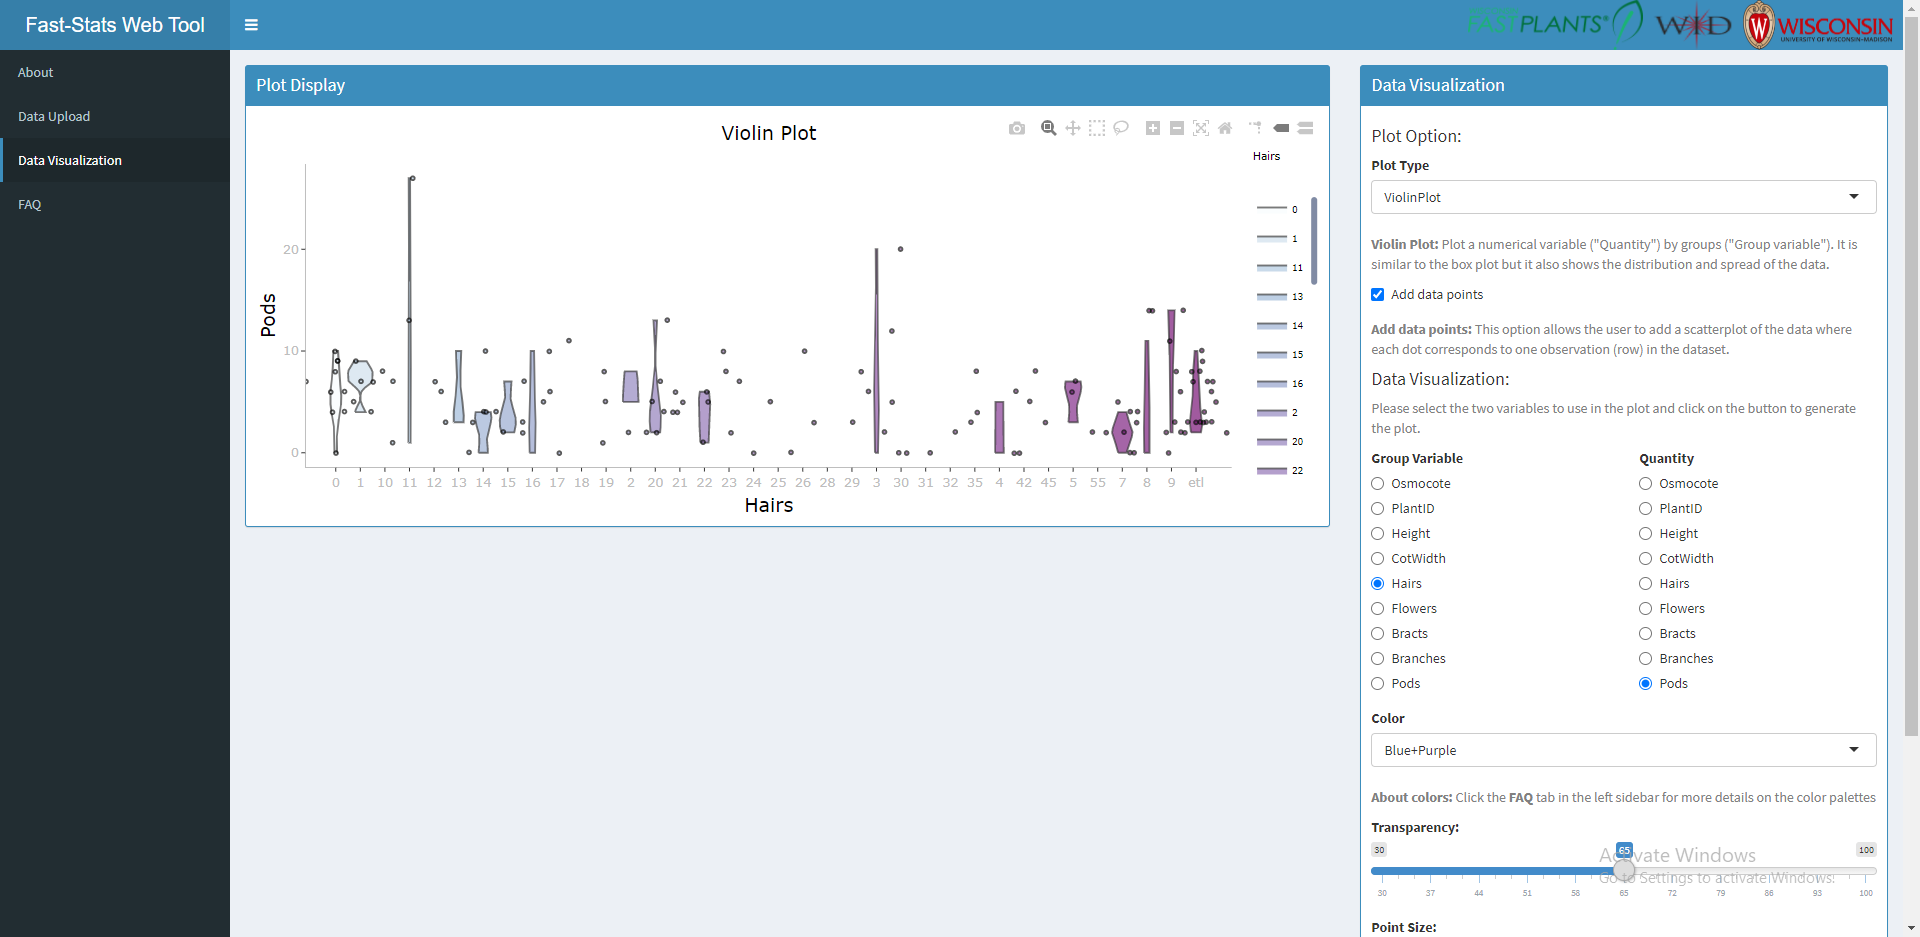 Fast-Stats Web Tool
FAST PLANTS®
WID
W
WISCONSIN
UNIVERSITY OF WISCONSIN-MADISON
About
Data Upload
Data Visualization
FAQ
Plot Display
Violin Plot
Hairs
0
1
11
13
14
15
16
2
20
22
Pods
20
10
0
0 1 10 11 12 13 14 15 16 17 18 19 2 20 21 22 23 24 25 26 28 29 3 30 31 32 35 4 42 45 5 55 7 8 9 etl
Hairs
Data Visualization
Plot Option:
Plot Type
ViolinPlot
Violin Plot: Plot a numerical variable ("Quantity") by groups ("Group variable"). It is
similar to the box plot but it also shows the distribution and spread of the data.
Add data points
Add data points: This option allows the user to add a scatterplot of the data where
each dot corresponds to one observation (row) in the dataset.
Data Visualization:
Please select the two variables to use in the plot and click on the button to generate
the plot.
Group Variable
Osmocote
PlantID
Height
CotWidth
Hairs
Flowers
Bracts
Branches
Pods
Quantity
Osmocote
PlantID
Height
CotWidth
Hairs
Flowers
Bracts
Branches
Pods
Color
Blue+Purple
About colors: Click the FAQ tab in the left sidebar for more details on the color palettes
Transparency:
30 65 100
30 37 44 51 58 65 72 79 86 93 100
Activate Windows
Go to Settings to activate Windows.
Point Size: